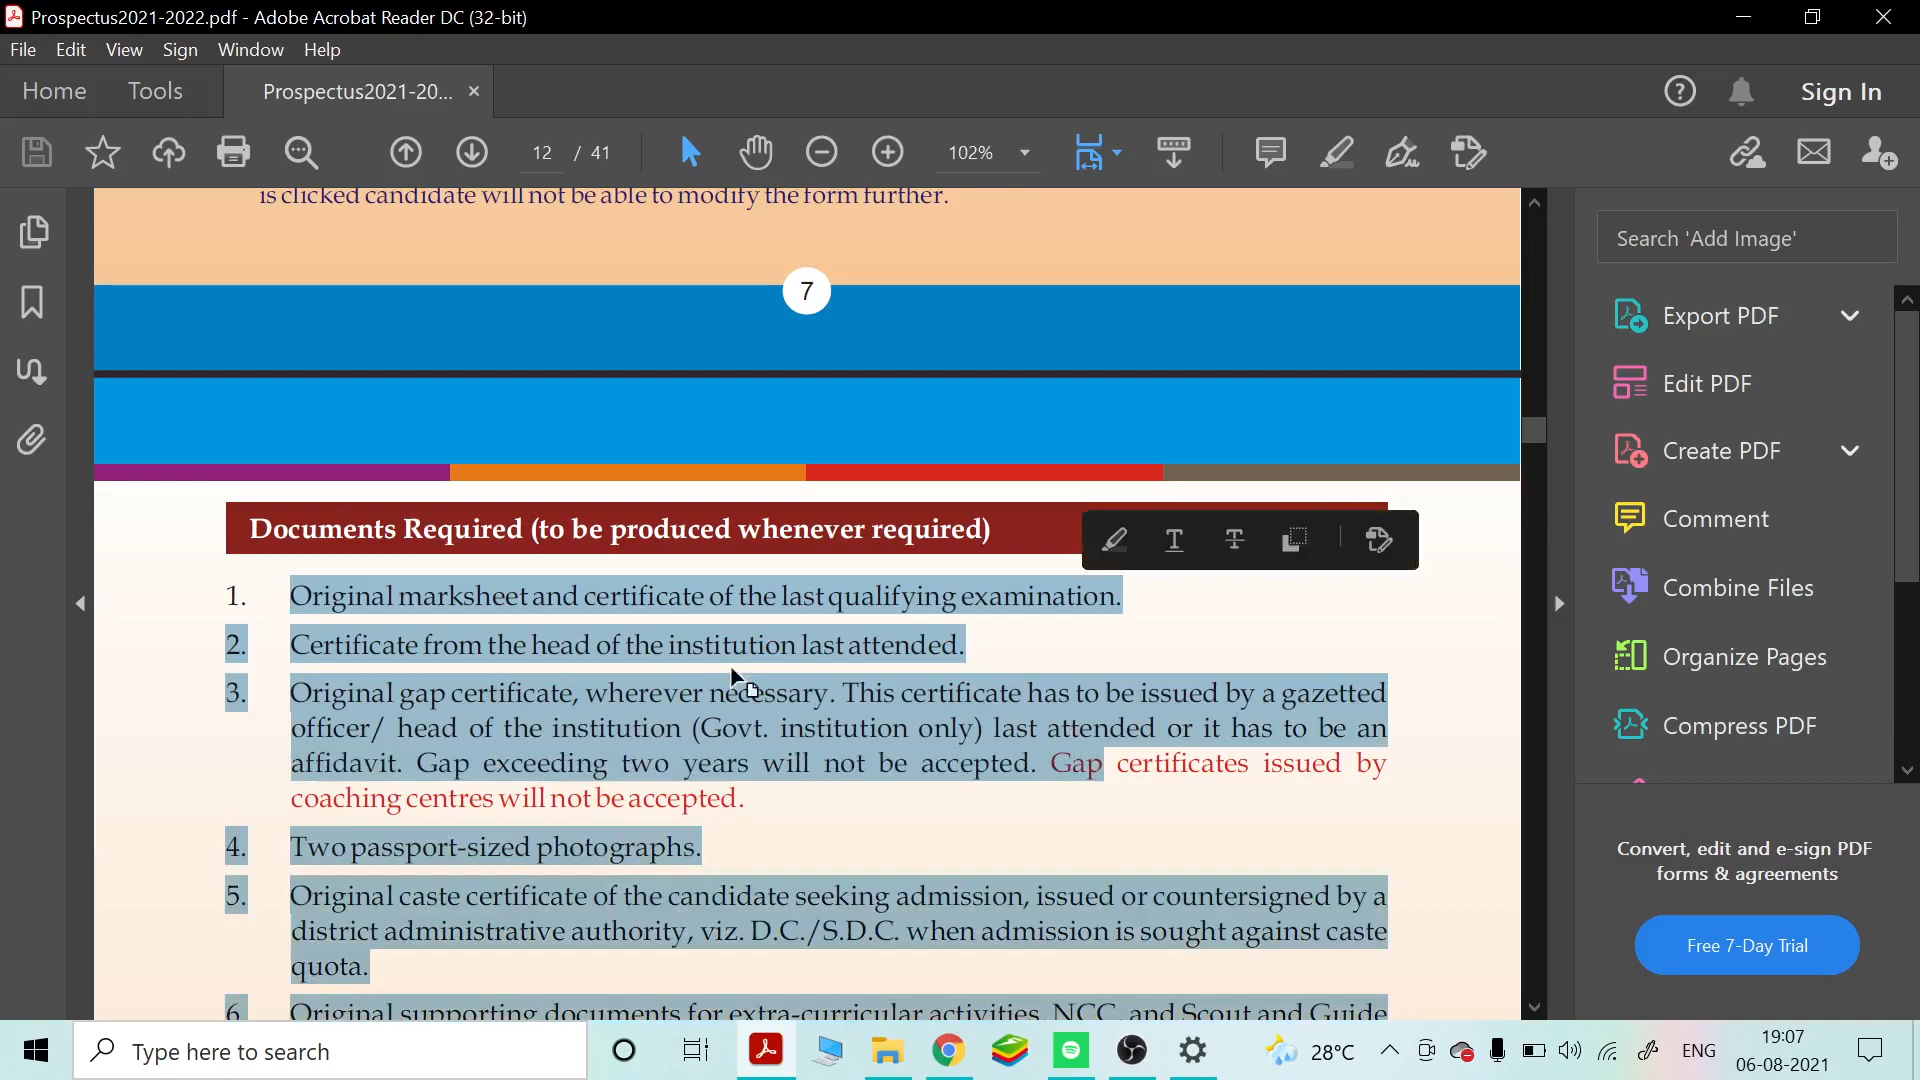 Prospectus2021-2022.pdf - Adobe Acrobat Reader DC (32-bit)
File Edit View Sign Window Help
Home Tools Prospectus2021-20... × Sign In
12 / 41 102%
is clicked candidate will not be able to modify the form further.
7
Documents Required (to be produced whenever required)
1. Original marksheet and certificate of the last qualifying examination.
2. Certificate from the head of the institution last attended.
3. Original gap certificate, wherever necessary. This certificate has to be issued by a gazetted
officer/ head of the institution (Govt. institution only) last attended or it has to be an
affidavit. Gap exceeding two years will not be accepted. Gap certificates issued by
coaching centres will not be accepted.
4. Two passport-sized photographs.
5. Original caste certificate of the candidate seeking admission, issued or countersigned by a
district administrative authority, viz. D.C./S.D.C. when admission is sought against caste
quota.
6 Original supporting documents for extra-curricular activities, NCC, and Scout and Guide
Search 'Add Image'
Export PDF
Edit PDF
Create PDF
Comment
Combine Files
Organize Pages
Compress PDF
Convert, edit and e-sign PDF
forms & agreements
Free 7-Day Trial
Type here to search
28°C
ENG
19:07
06-08-2021